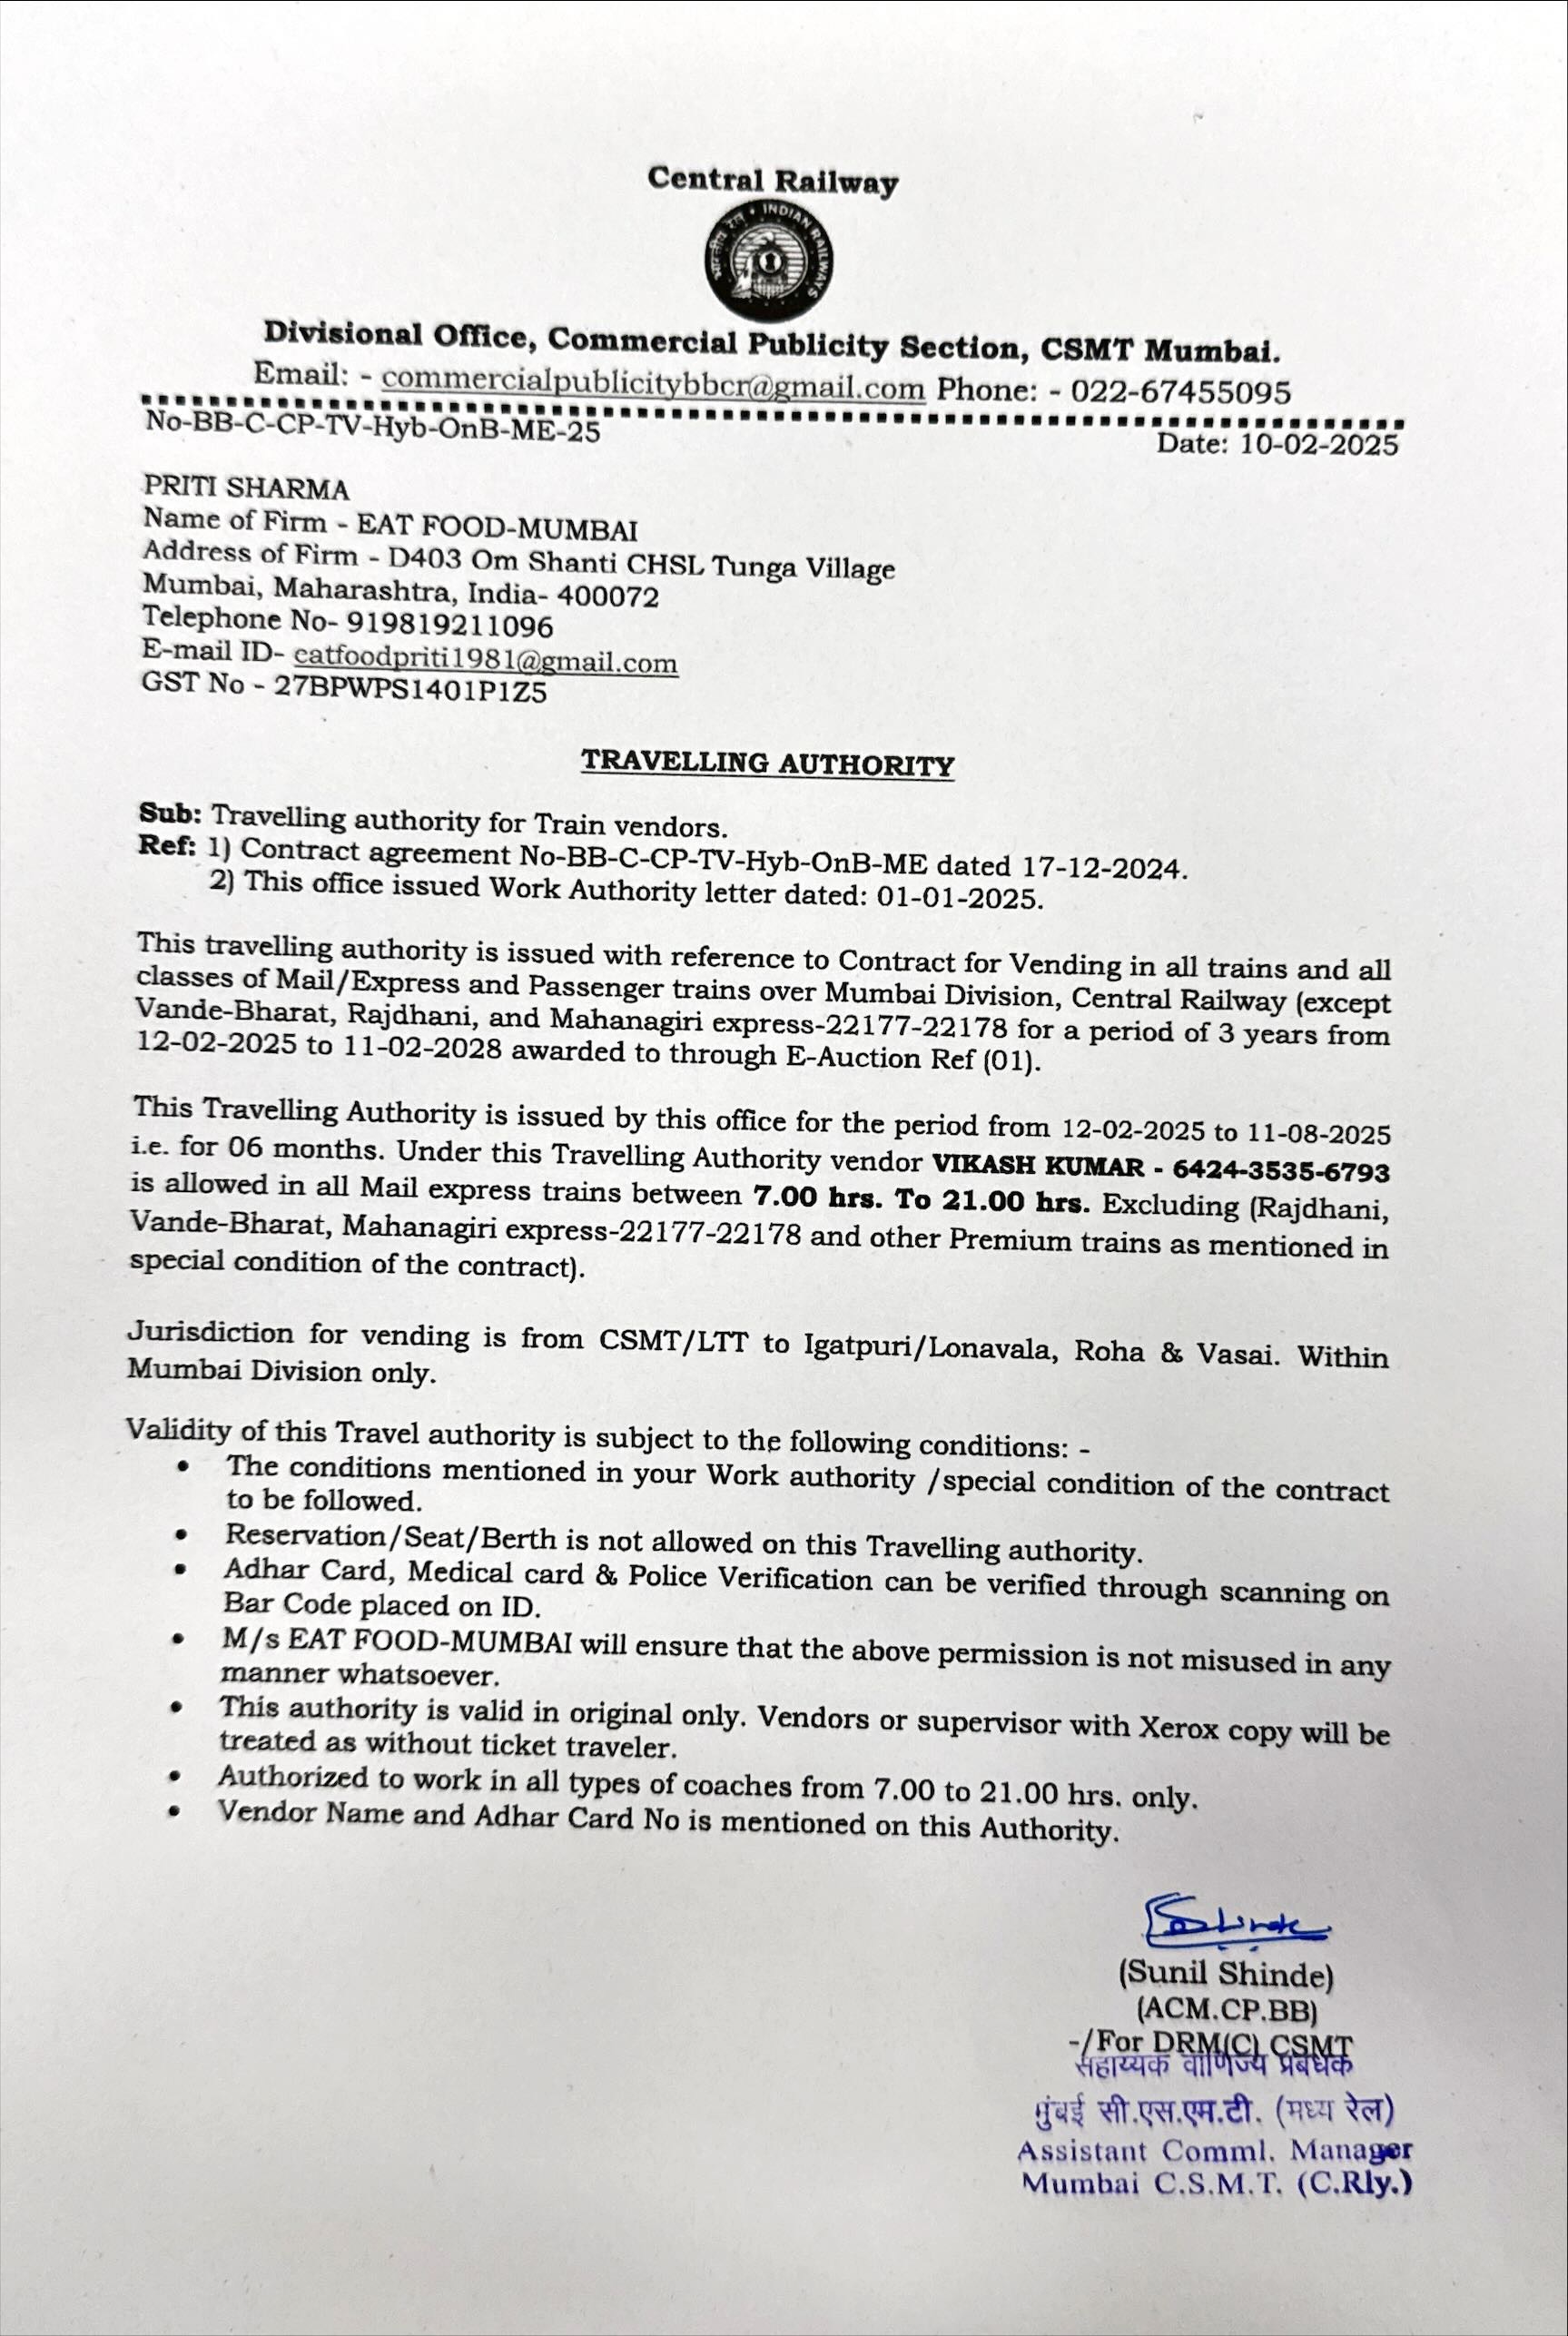 Central Railway
भारतीय रेल • INDIAN RAILWAYS
Divisional Office, Commercial Publicity Section, CSMT Mumbai.
Email: - commercialpublicitybbcr@gmail.com Phone: - 022-67455095
No-BB-C-CP-TV-Hyb-OnB-ME-25
Date: 10-02-2025
PRITI SHARMA
Name of Firm - EAT FOOD-MUMBAI
Address of Firm - D403 Om Shanti CHSL Tunga Village
Mumbai, Maharashtra, India- 400072
Telephone No- 919819211096
E-mail ID- eatfoodpriti1981@gmail.com
GST No - 27BPWPS1401P1Z5
TRAVELLING AUTHORITY
Sub: Travelling authority for Train vendors.
Ref: 1) Contract agreement No-BB-C-CP-TV-Hyb-OnB-ME dated 17-12-2024.
2) This office issued Work Authority letter dated: 01-01-2025.
This travelling authority is issued with reference to Contract for Vending in all trains and all
classes of Mail/Express and Passenger trains over Mumbai Division, Central Railway (except
Vande-Bharat, Rajdhani, and Mahanagiri express-22177-22178 for a period of 3 years from
12-02-2025 to 11-02-2028 awarded to through E-Auction Ref (01).
This Travelling Authority is issued by this office for the period from 12-02-2025 to 11-08-2025
i.e. for 06 months. Under this Travelling Authority vendor VIKASH KUMAR - 6424-3535-6793
is allowed in all Mail express trains between 7.00 hrs. To 21.00 hrs. Excluding (Rajdhani,
Vande-Bharat, Mahanagiri express-22177-22178 and other Premium trains as mentioned in
special condition of the contract).
Jurisdiction for vending is from CSMT/LTT to Igatpuri/Lonavala, Roha & Vasai. Within
Mumbai Division only.
Validity of this Travel authority is subject to the following conditions: -
• The conditions mentioned in your Work authority /special condition of the contract
to be followed.
• Reservation/Seat/Berth is not allowed on this Travelling authority.
• Adhar Card, Medical card & Police Verification can be verified through scanning on
Bar Code placed on ID.
• M/s EAT FOOD-MUMBAI will ensure that the above permission is not misused in any
manner whatsoever.
• This authority is valid in original only. Vendors or supervisor with Xerox copy will be
treated as without ticket traveler.
• Authorized to work in all types of coaches from 7.00 to 21.00 hrs. only.
• Vendor Name and Adhar Card No is mentioned on this Authority.
SShinde
(Sunil Shinde)
(ACM.CP.BB)
-/For DRM(C) CSMT
सहाय्यक वाणिज्य प्रबंधक
मुंबई सी.एस.एम.टी. (मध्य रेल)
Assistant Comml. Manager
Mumbai C.S.M.T. (C.Rly.)